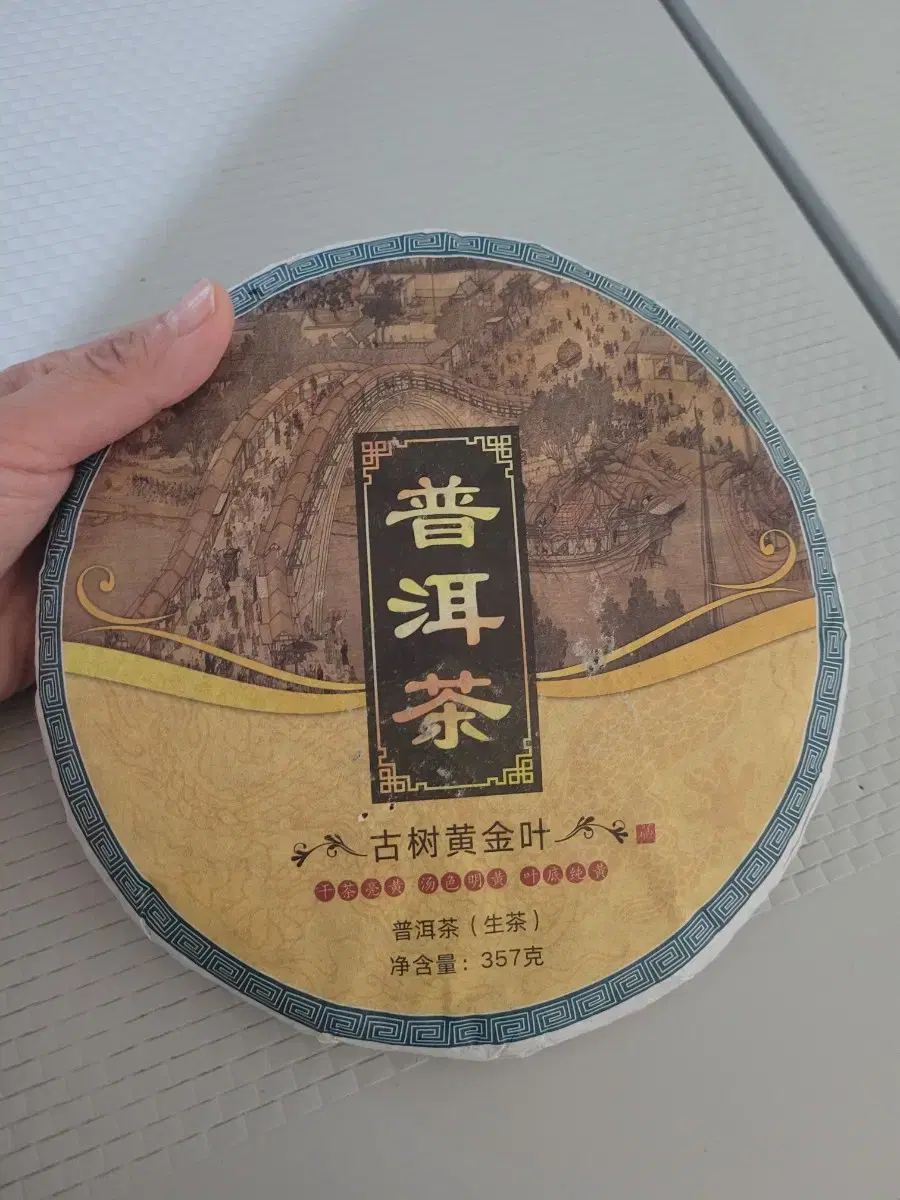 普洱茶
古树黄金叶
干茶亮黄 汤色明黄 叶底纯黄
普洱茶(生茶)
净含量:357克